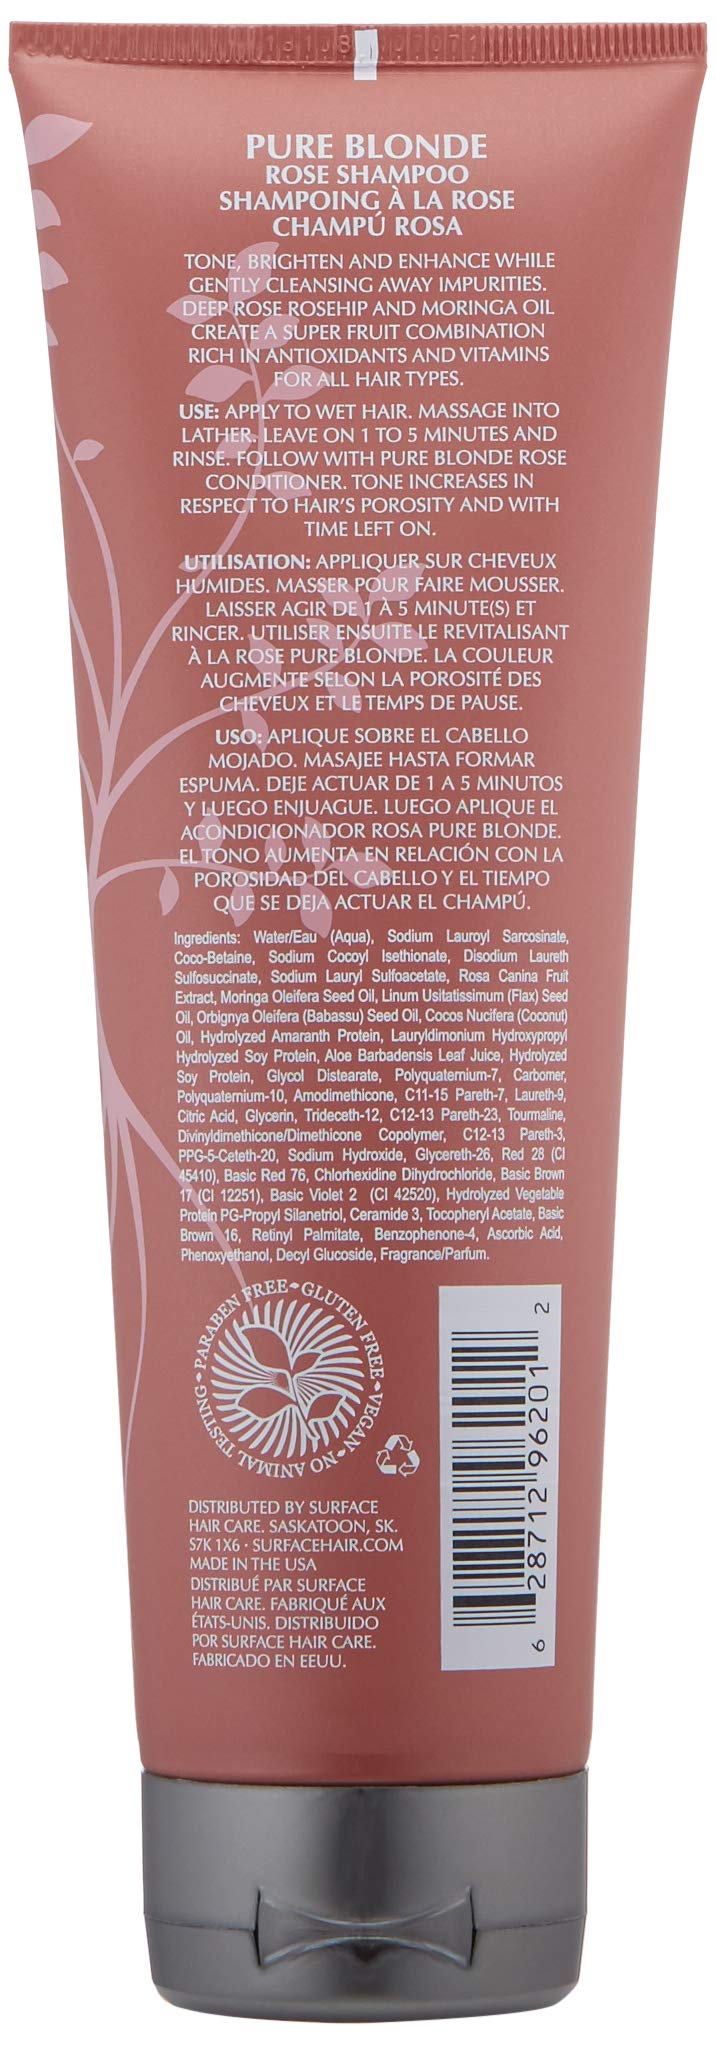 PURE BLONDE
ROSE SHAMPOO
SHAMPOING À LA ROSE
CHAMPÚ ROSA
TONE, BRIGHTEN AND ENHANCE WHILE
GENTLY CLEANSING AWAY IMPURITIES.
DEEP ROSE ROSEHIP AND MORINGA OIL
CREATE A SUPER FRUIT COMBINATION
RICH IN ANTIOXIDANTS AND VITAMINS
FOR ALL HAIR TYPES.
USE: APPLY TO WET HAIR. MASSAGE INTO
LATHER. LEAVE ON 1 TO 5 MINUTES AND
RINSE. FOLLOW WITH PURE BLONDE ROSE
CONDITIONER. TONE INCREASES IN
RESPECT TO HAIR'S POROSITY AND WITH
TIME LEFT ON.
UTILISATION: APPLIQUER SUR CHEVEUX
HUMIDES. MASSER POUR FAIRE MOUSSER.
LAISSER AGIR DE 1 À 5 MINUTE(S) ET
RINCER. UTILISER ENSUITE LE REVITALISANT
À LA ROSE PURE BLONDE. LA COULEUR
AUGMENTE SELON LA POROSITÉ DES
CHEVEUX ET LE TEMPS DE PAUSE.
USO: APLIQUE SOBRE EL CABELLO
MOJADO. MASAJEE HASTA FORMAR
ESPUMA. DEJE ACTUAR DE 1 A 5 MINUTOS
Y LUEGO ENJUAGUE. LUEGO APLIQUE EL
ACONDICIONADOR ROSA PURE BLONDE.
EL TONO AUMENTA EN RELACIÓN CON LA
POROSIDAD DEL CABELLO Y EL TIEMPO
QUE SE DEJA ACTUAR EL CHAMPÚ.
Ingredients: Water/Eau (Aqua), Sodium Lauroyl Sarcosinate,
Coco-Betaine, Sodium Cocoyl Isethionate, Disodium Laureth
Sulfosuccinate, Sodium Lauryl Sulfoacetate, Rosa Canina Fruit
Extract, Moringa Oleifera Seed Oil, Linum Usitatissimum (Flax) Seed
Oil, Orbignya Oleifera (Babassu) Seed Oil, Cocos Nucifera (Coconut)
Oil, Hydrolyzed Amaranth Protein, Lauryldimonium Hydroxypropyl
Hydrolyzed Soy Protein, Aloe Barbadensis Leaf Juice, Hydrolyzed
Soy Protein, Glycol Distearate, Polyquaternium-7, Carbomer,
Polyquaternium-10, Amodimethicone, C11-15 Pareth-7, Laureth-9,
Citric Acid, Glycerin, Trideceth-12, C12-13 Pareth-23, Tourmaline,
Divinyldimethicone/Dimethicone Copolymer, C12-13 Pareth-3,
PPG-5-Ceteth-20, Sodium Hydroxide, Glycereth-26, Red 28 (CI
45410), Basic Red 76, Chlorhexidine Dihydrochloride, Basic Brown
17 (CI 12251), Basic Violet 2 (CI 42520), Hydrolyzed Vegetable
Protein PG-Propyl Silanetriol, Ceramide 3, Tocopheryl Acetate, Basic
Brown 16, Retinyl Palmitate, Benzophenone-4, Ascorbic Acid,
Phenoxyethanol, Decyl Glucoside, Fragrance/Parfum.
PARABEN FREE • GLUTEN FREE • VEGAN • NO ANIMAL TESTING •
DISTRIBUTED BY SURFACE
HAIR CARE. SASKATOON, SK.
S7K 1X6 · SURFACEHAIR.COM
MADE IN THE USA
DISTRIBUÉ PAR SURFACE
HAIR CARE. FABRIQUÉ AUX
ÉTATS-UNIS. DISTRIBUIDO
POR SURFACE HAIR CARE.
FABRICADO EN EEUU.
6 28712 96201 2